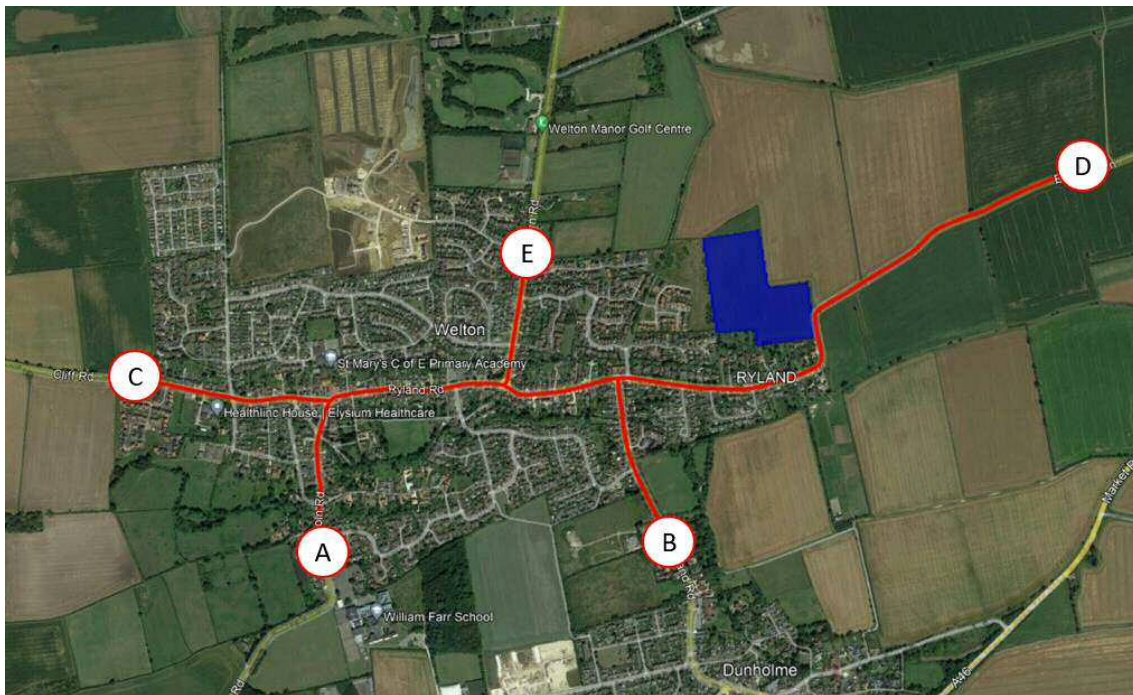 Welton Manor Golf Centre
D
E
Welton
St Mary's C of E Primary Academy
C
Cliff Rd
Ryland Rd
RYLAND
Healthlinc House, Elysium Healthcare
A
B
William Farr School
Dunholme
A46